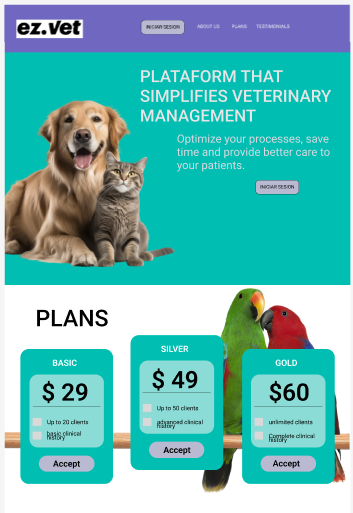 ez.vet
INICIAR SESION
ABOUT US
PLANS
TESTIMONIALS
PLATAFORM THAT
SIMPLIFIES VETERINARY
MANAGEMENT
Optimize your processes, save
time and provide better care to
your patients.
INICIAR SESION
PLANS
BASIC
$ 29
Up to 20 clients
basic clinical
history
Accept
SILVER
$ 49
Up to 50 clients
advanced clinical
history
Accept
GOLD
$60
unlimited clients
Complete clinical
history
Accept